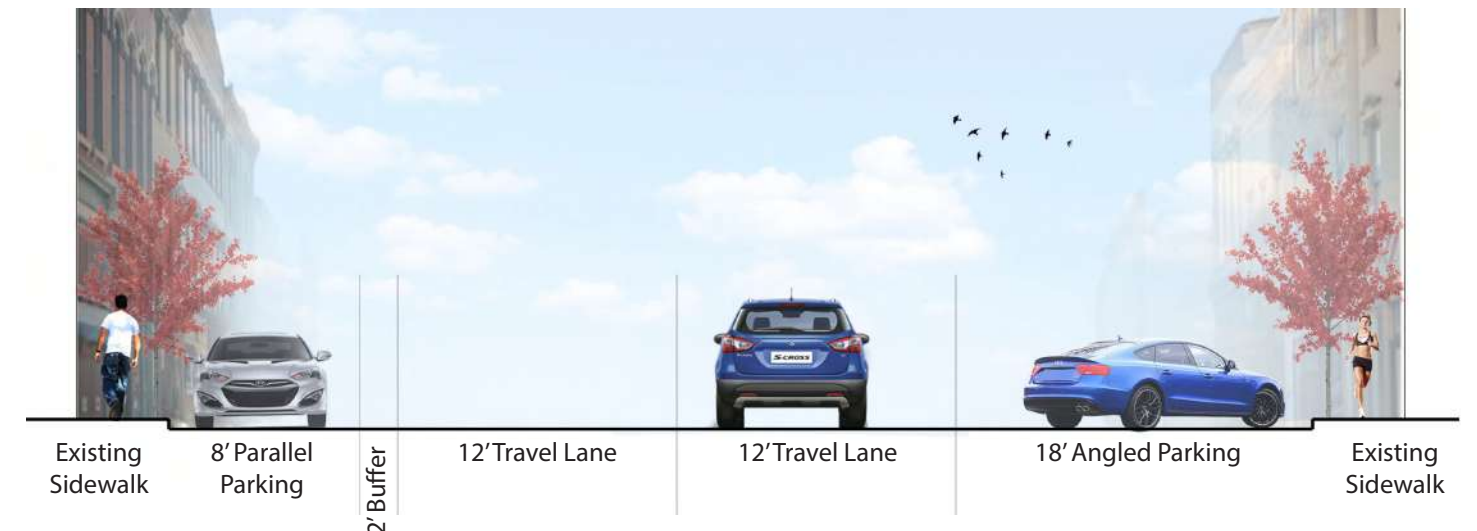 S-CROSS
Existing
Sidewalk
8' Parallel
Parking
2' Buffer
12' Travel Lane
12' Travel Lane
18' Angled Parking
Existing
Sidewalk